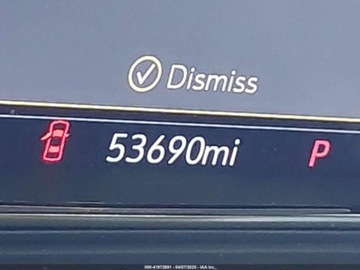 Dismiss
53690mi P
000-41972691 - 04/07/2025 - IAA Inc.